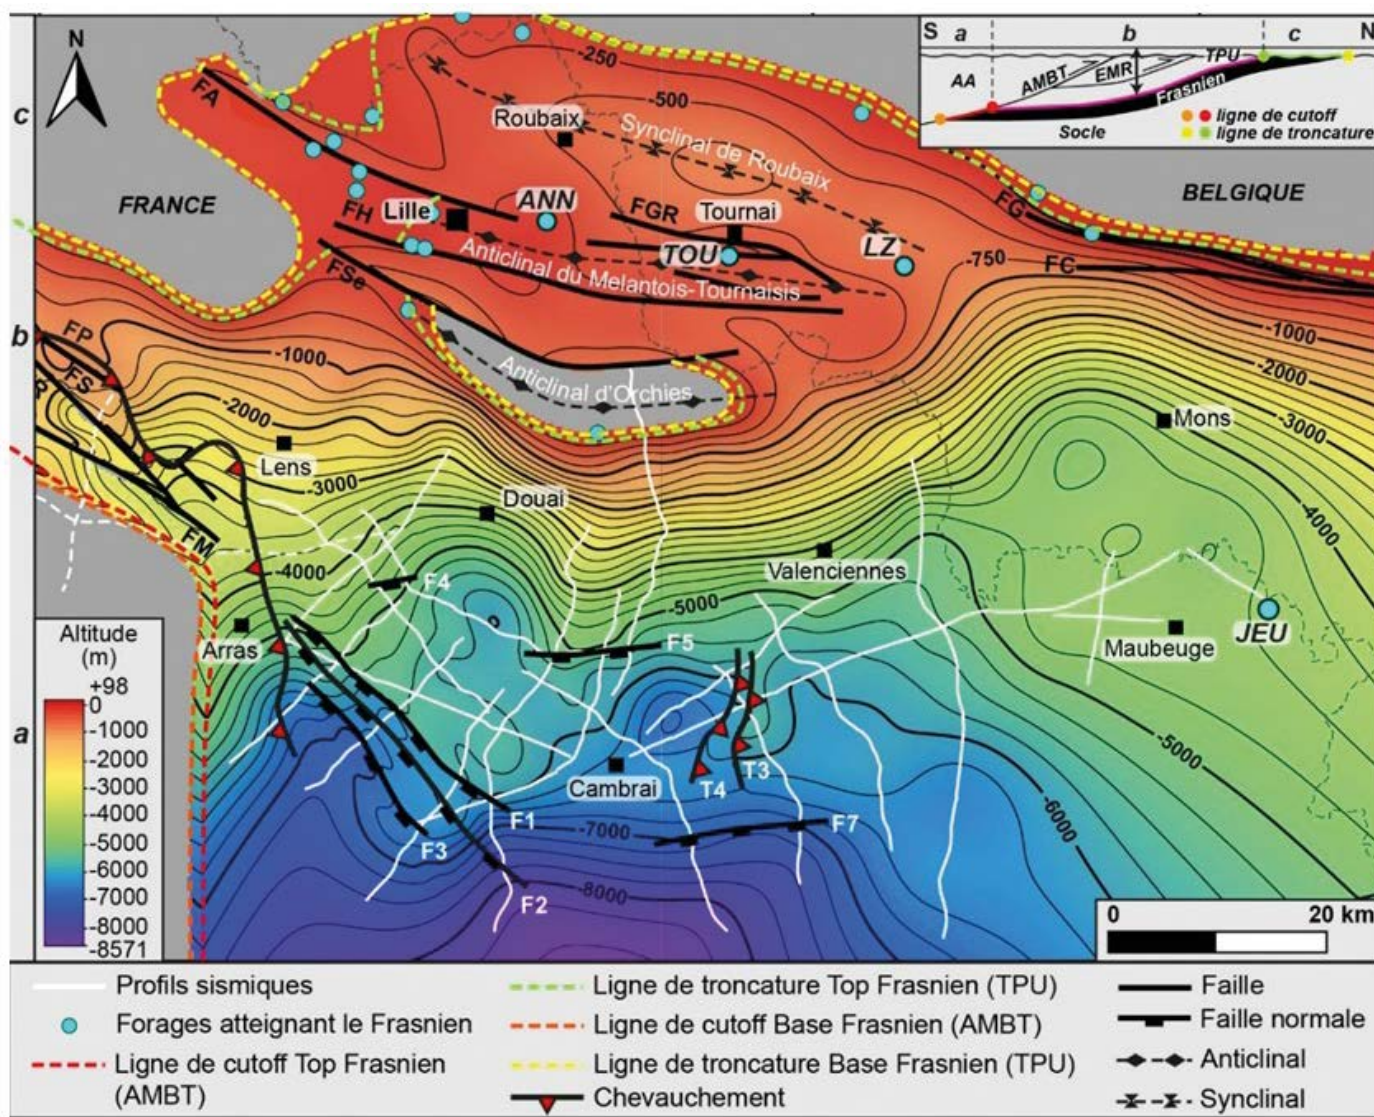 c
b
a
N
S a b c N
TPU
AMBT
EMR
AA
Frasnien
Socle
ligne de cutoff
ligne de troncature
-250
-500
FA
Roubaix
Synclinal de Roubaix
FRANCE
BELGIQUE
FH
Lille
ANN
FGR
Tournai
FG
TOU
LZ
-750
FC
Anticlinal du Melantois-Tournaisis
FSe
FP
FS
R
-1000
-1000
Anticlinal d'Orchies
-2000
-2000
Mons
-3000
Lens
-3000
Douai
-4000
FM
Valenciennes
-4000
F4
-5000
Arras
F5
Maubeuge
JEU
-5000
Cambrai
T4
T3
-6000
F1
-7000
F7
F3
-8000
F2
Altitude
(m)
+98
0
-1000
-2000
-3000
-4000
-5000
-6000
-7000
-8000
-8571
0 20 km
Profils sismiques
Forages atteignant le Frasnien
Ligne de cutoff Top Frasnien
(AMBT)
Ligne de troncature Top Frasnien (TPU)
Ligne de cutoff Base Frasnien (AMBT)
Ligne de troncature Base Frasnien (TPU)
Chevauchement
Faille
Faille normale
Anticlinal
Synclinal